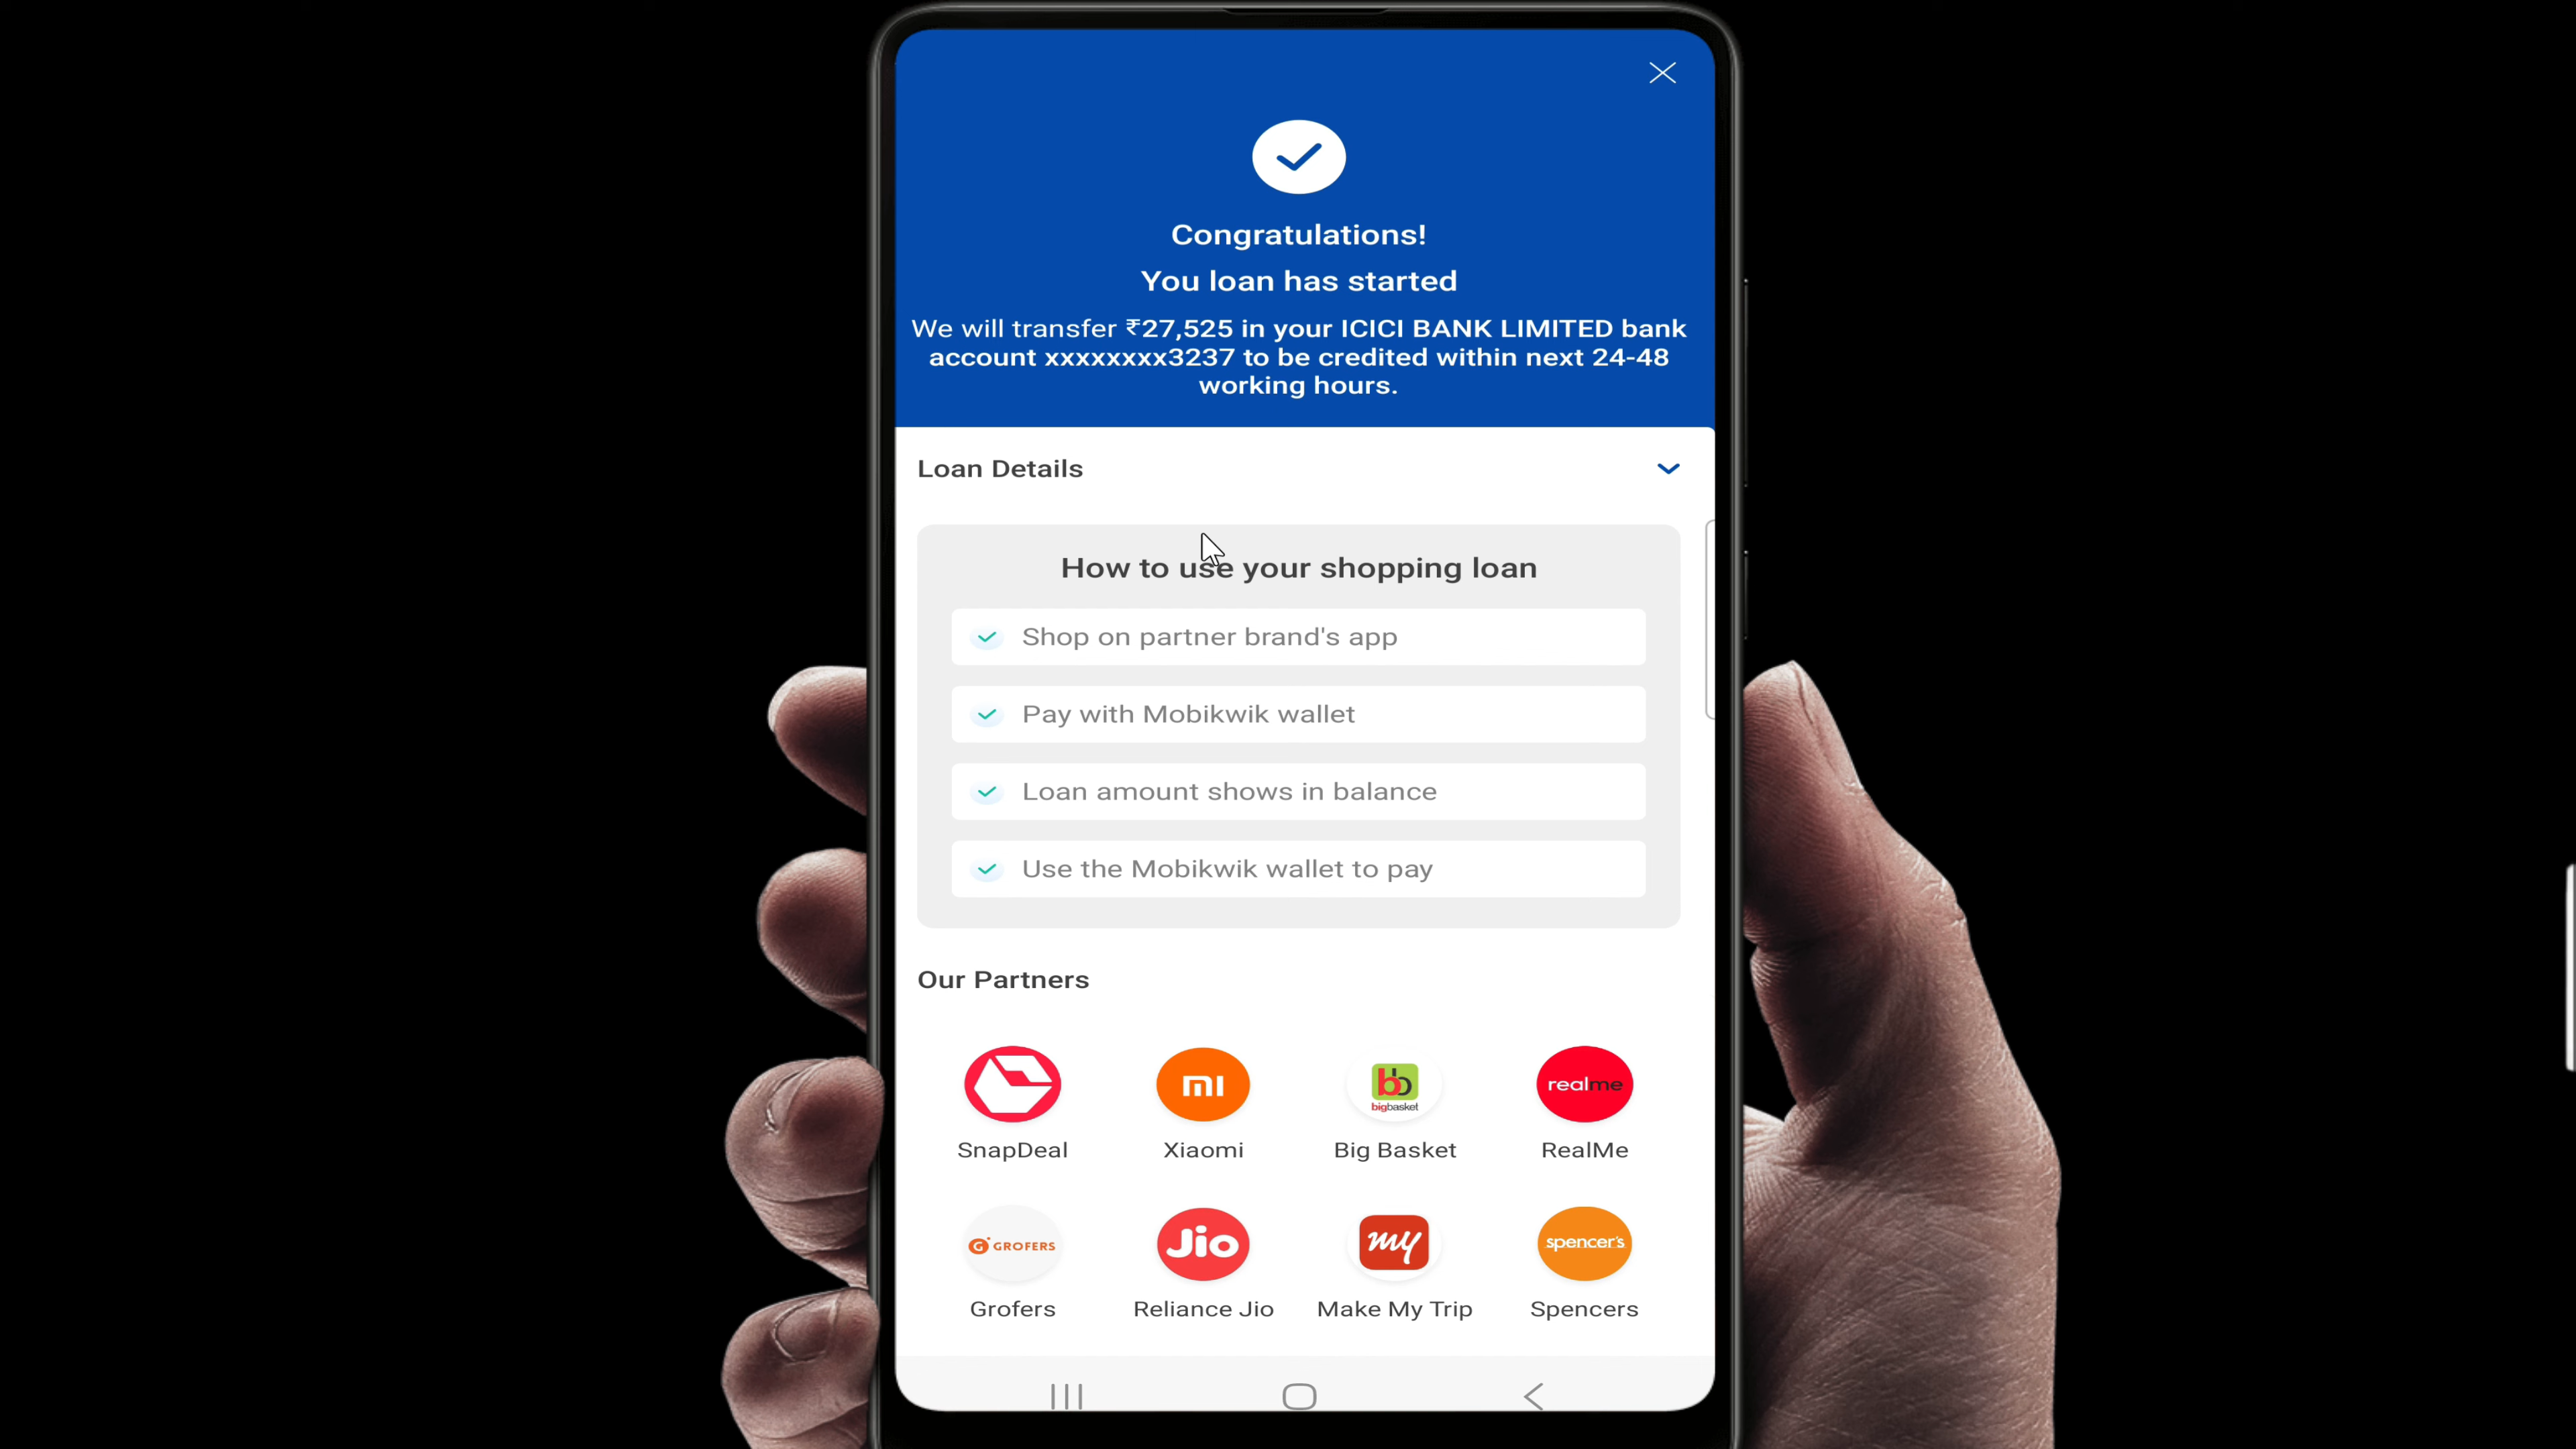 Congratulations!
You loan has started
We will transfer ₹27,525 in your ICICI BANK LIMITED bank
account xxxxxxxx3237 to be credited within next 24-48
working hours.
Loan Details
How to use your shopping loan
Shop on partner brand's app
Pay with Mobikwik wallet
Loan amount shows in balance
Use the Mobikwik wallet to pay
Our Partners
mi
bb
bigbasket
realme
SnapDeal
Xiaomi
Big Basket
RealMe
G GROFERS
Jio
my
spencer's
Grofers
Reliance Jio
Make My Trip
Spencers